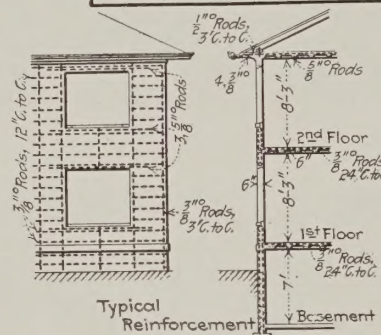 1/2"° Rods,
3' C. to C.
4, 3/8"°
5/8"° Rods
3, 5/8"° Rods
3/8"° Rods, 12" C. to C.
8'-3"
2nd Floor
6"
3/8"° Rods
24" C. to C.
6"
8'-3"
3/8"° Rods,
3' C. to C.
1st Floor
3/8"° Rods,
24" C. to C.
7'
Typical
Reinforcement
Basement